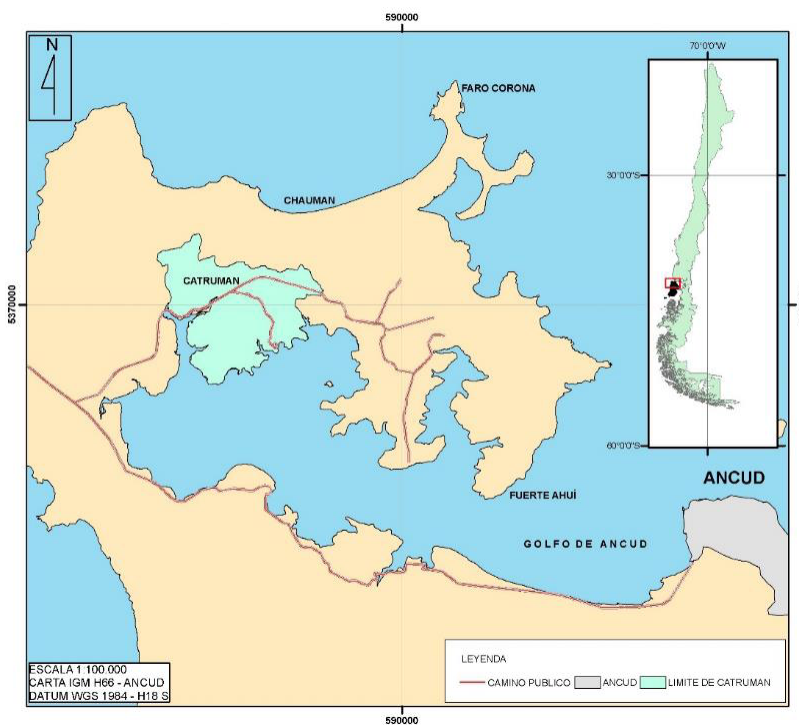 590000
N
70°0'0"W
FARO CORONA
30°0'0"S
CHAUMAN
CATRUMAN
5370000
60°0'0"S
ANCUD
FUERTE AHUÍ
GOLFO DE ANCUD
ESCALA 1:100.000
CARTA IGM H66 - ANCUD
DATUM WGS 1984 - H18 S
LEYENDA
CAMINO PUBLICO
ANCUD
LIMITE DE CATRUMAN
590000